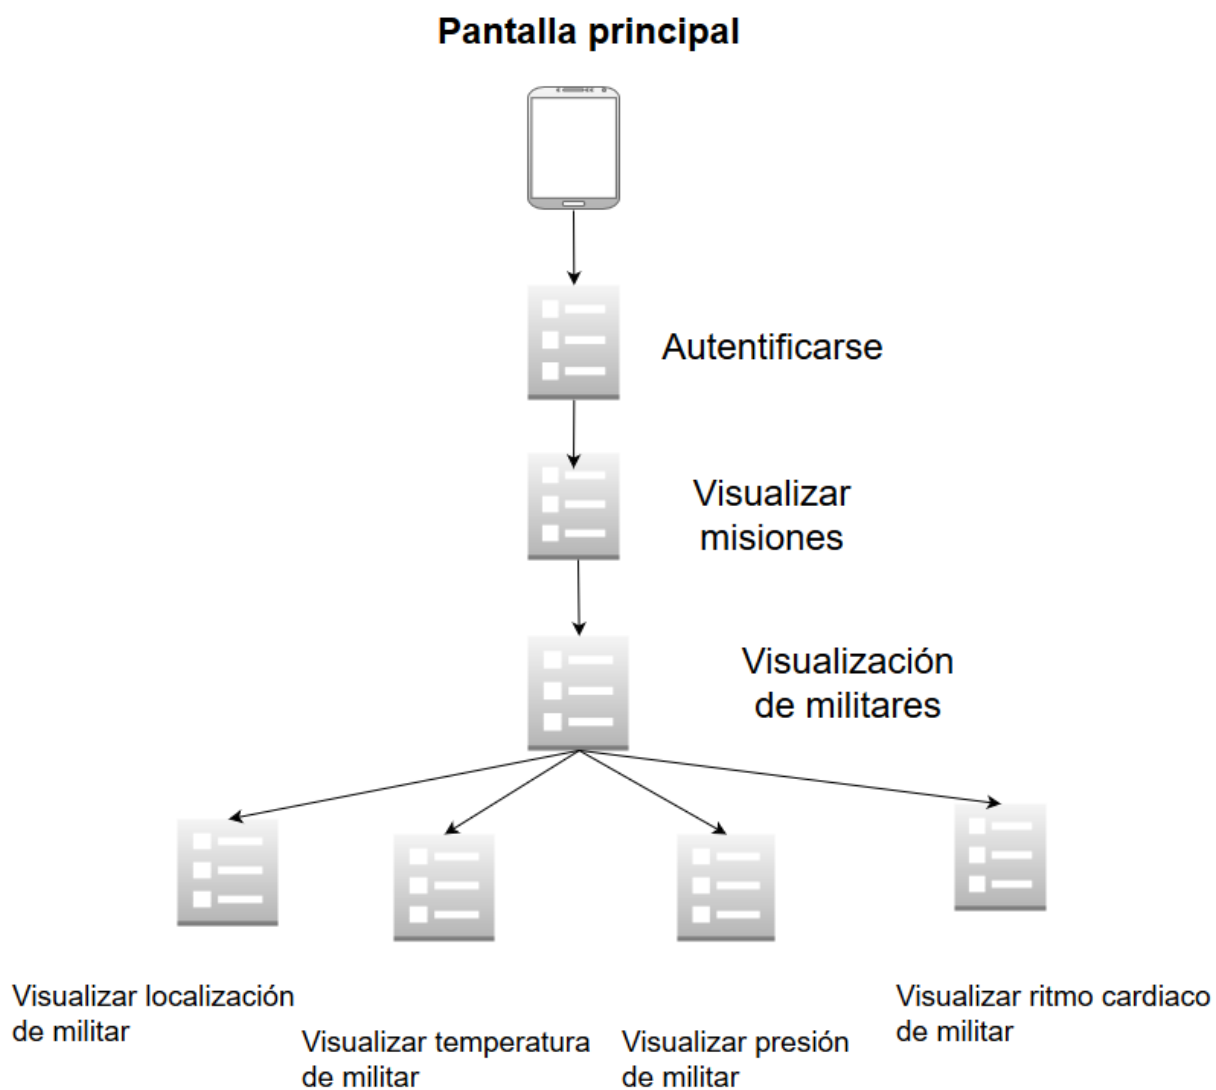 Pantalla principal
Autentificarse
Visualizar
misiones
Visualización
de militares
Visualizar localización
de militar
Visualizar temperatura
de militar
Visualizar presión
de militar
Visualizar ritmo cardiaco
de militar